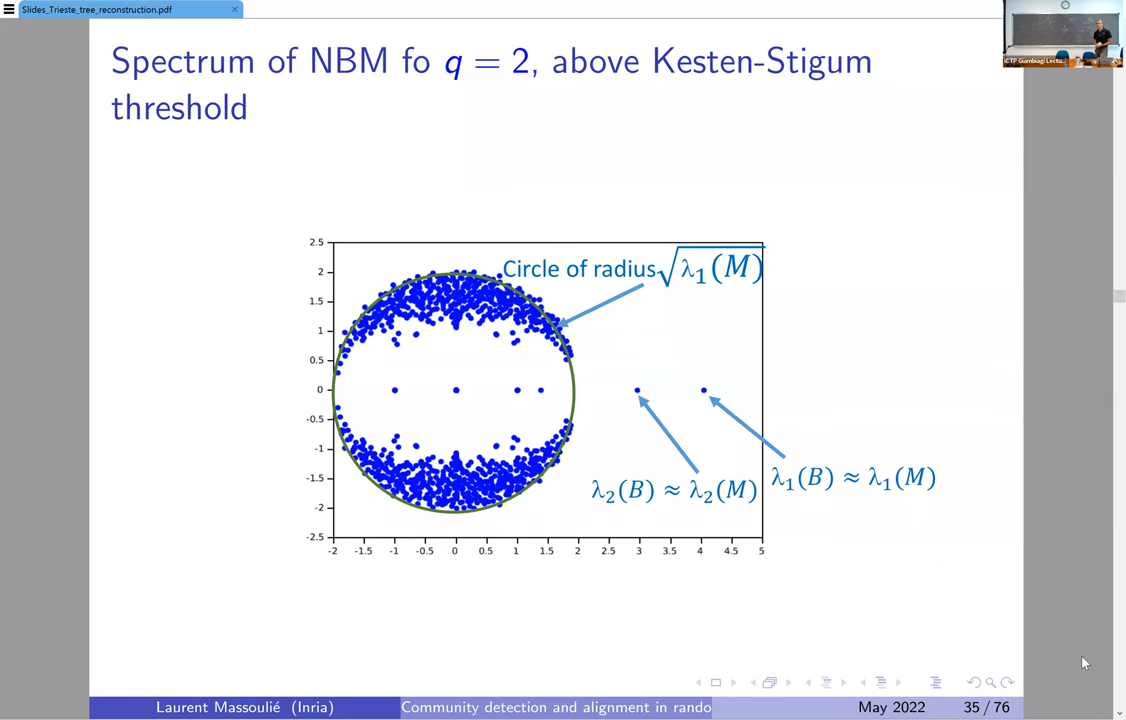 Slides_Trieste_tree_reconstruction.pdf
ICTP Giambiagi Lectu...
Spectrum of NBM fo q = 2, above Kesten-Stigum
threshold
Circle of radius √λ₁(M)
2.5
2
1.5
1
0.5
0
-0.5
-1
-1.5
-2
-2.5
λ₂(B) ≈ λ₂(M)
λ₁(B) ≈ λ₁(M)
-2 -1.5 -1 -0.5 0 0.5 1 1.5 2 2.5 3 3.5 4 4.5 5
Laurent Massoulié (Inria) Community detection and alignment in rando May 2022 35 / 76